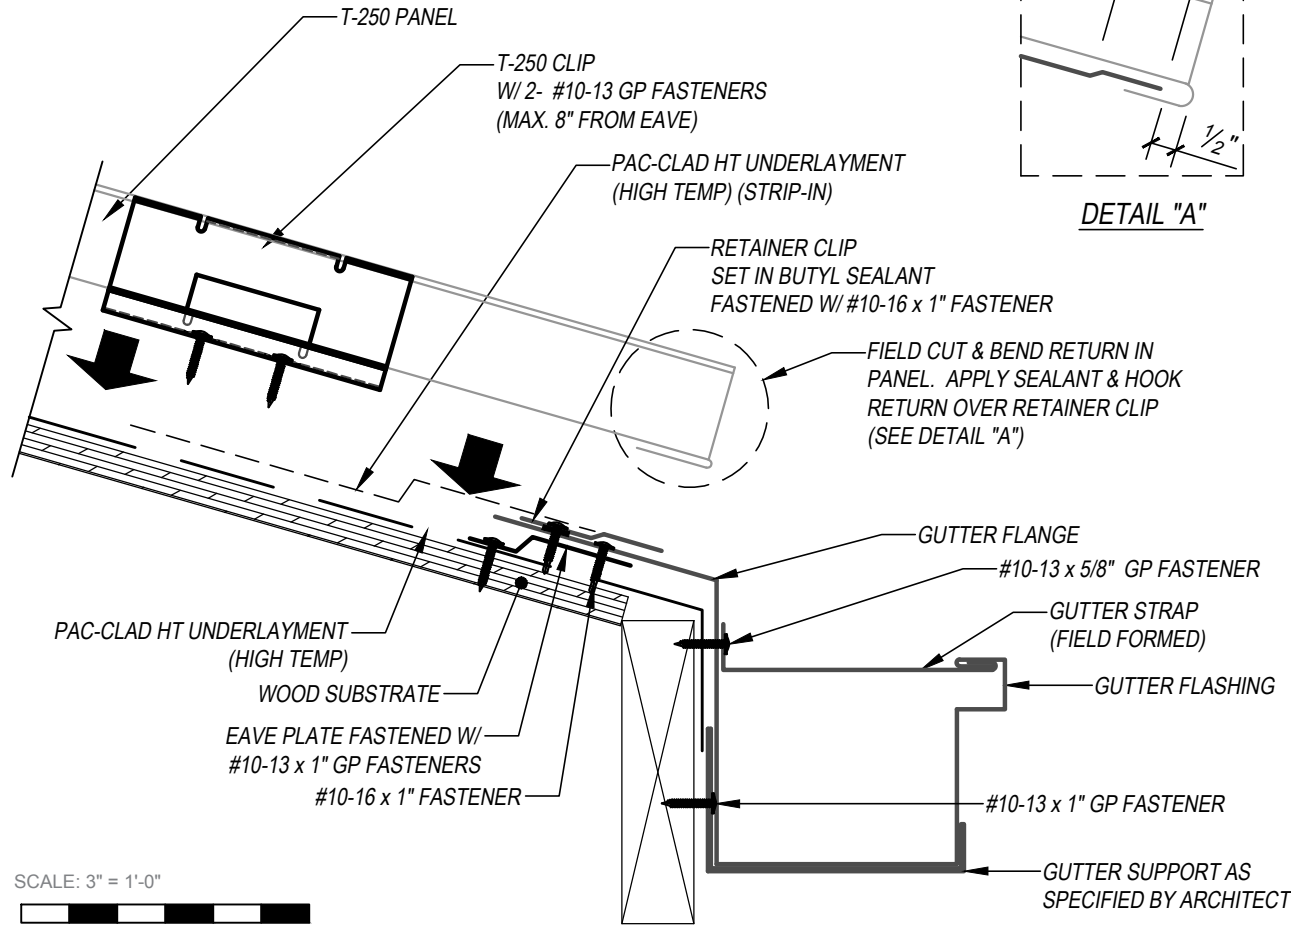 T-250 PANEL
T-250 CLIP
W/ 2- #10-13 GP FASTENERS
(MAX. 8" FROM EAVE)
PAC-CLAD HT UNDERLAYMENT
(HIGH TEMP) (STRIP-IN)
1/2"
DETAIL "A"
RETAINER CLIP
SET IN BUTYL SEALANT
FASTENED W/ #10-16 x 1" FASTENER
FIELD CUT & BEND RETURN IN
PANEL. APPLY SEALANT & HOOK
RETURN OVER RETAINER CLIP
(SEE DETAIL "A")
GUTTER FLANGE
#10-13 x 5/8" GP FASTENER
GUTTER STRAP
(FIELD FORMED)
GUTTER FLASHING
PAC-CLAD HT UNDERLAYMENT
(HIGH TEMP)
WOOD SUBSTRATE
EAVE PLATE FASTENED W/
#10-13 x 1" GP FASTENERS
#10-16 x 1" FASTENER
#10-13 x 1" GP FASTENER
GUTTER SUPPORT AS
SPECIFIED BY ARCHITECT
SCALE: 3" = 1'-0"